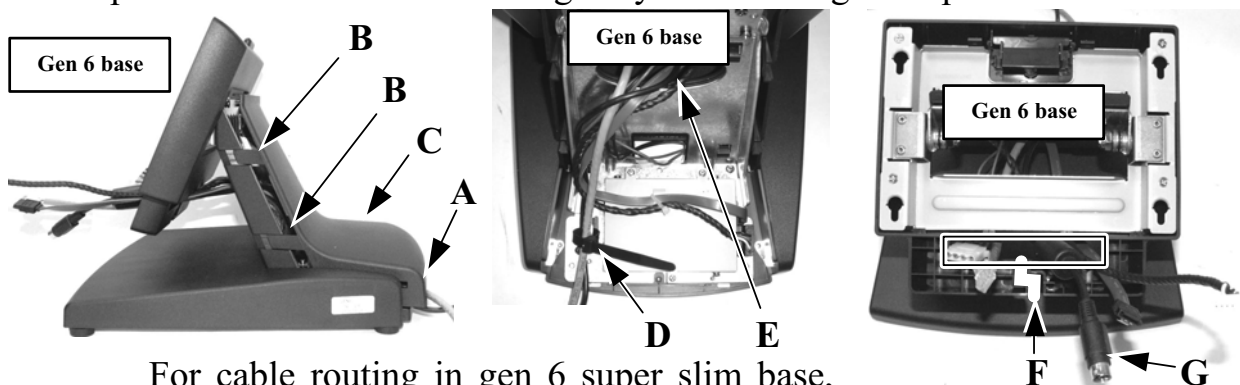 Gen 6 base
B
B
C
A
Gen 6 base
D
E
Gen 6 base
F
G
For cable routing in gen 6 super slim base,